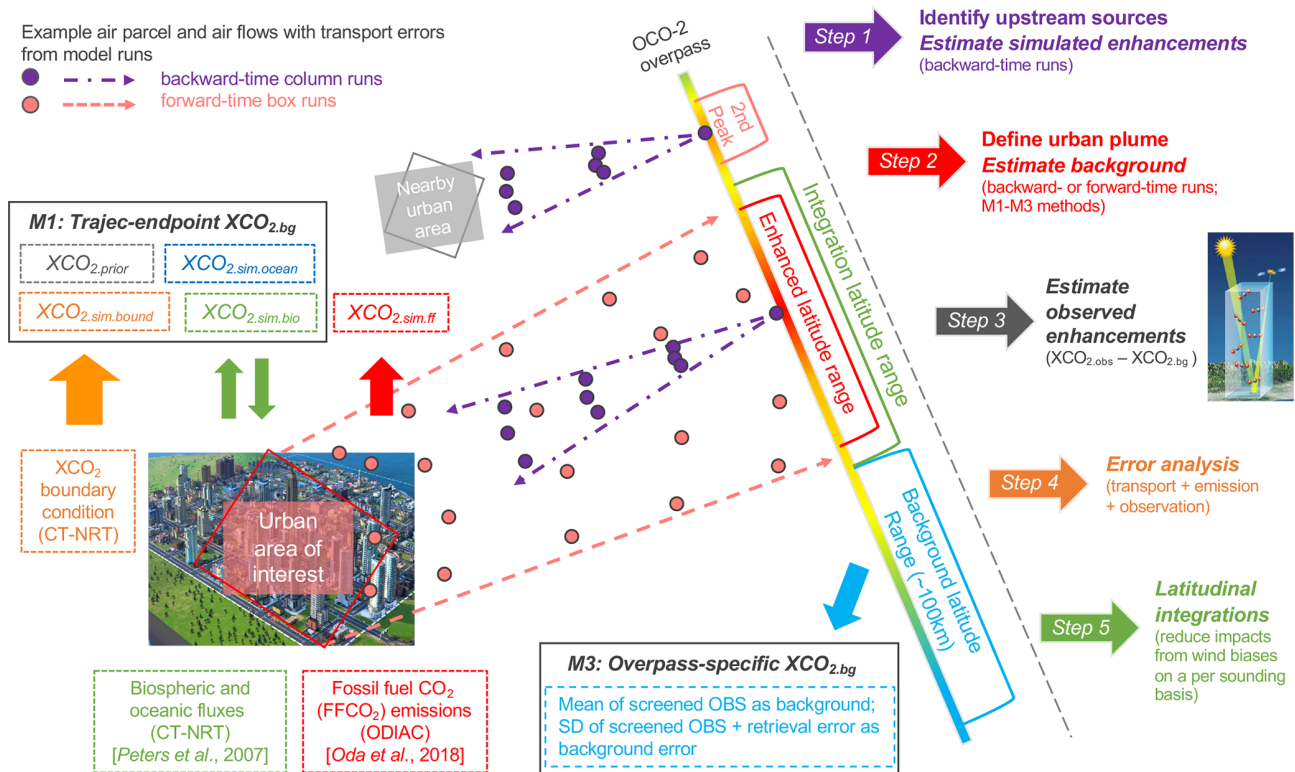 Example air parcel and air flows with transport errors
from model runs
backward-time column runs
forward-time box runs
OCO-2
overpass
2nd
Peak
Nearby
urban
area
Integration latitude range
Enhanced latitude range
Background latitude
Range (~100km)
M1: Trajec-endpoint XCO2.bg
XCO2.prior
XCO2.sim.ocean
XCO2.sim.bound
XCO2.sim.bio
XCO2.sim.ff
XCO2
boundary
condition
(CT-NRT)
Urban
area of
interest
Biospheric and
oceanic fluxes
(CT-NRT)
[Peters et al., 2007]
Fossil fuel CO2
(FFCO2) emissions
(ODIAC)
[Oda et al., 2018]
M3: Overpass-specific XCO2.bg
Mean of screened OBS as background;
SD of screened OBS + retrieval error as
background error
Step 1
Identify upstream sources
Estimate simulated enhancements
(backward-time runs)
Step 2
Define urban plume
Estimate background
(backward- or forward-time runs;
M1-M3 methods)
Step 3
Estimate
observed
enhancements
(XCO2.obs – XCO2.bg )
Step 4
Error analysis
(transport + emission
+ observation)
Step 5
Latitudinal
integrations
(reduce impacts
from wind biases
on a per sounding
basis)